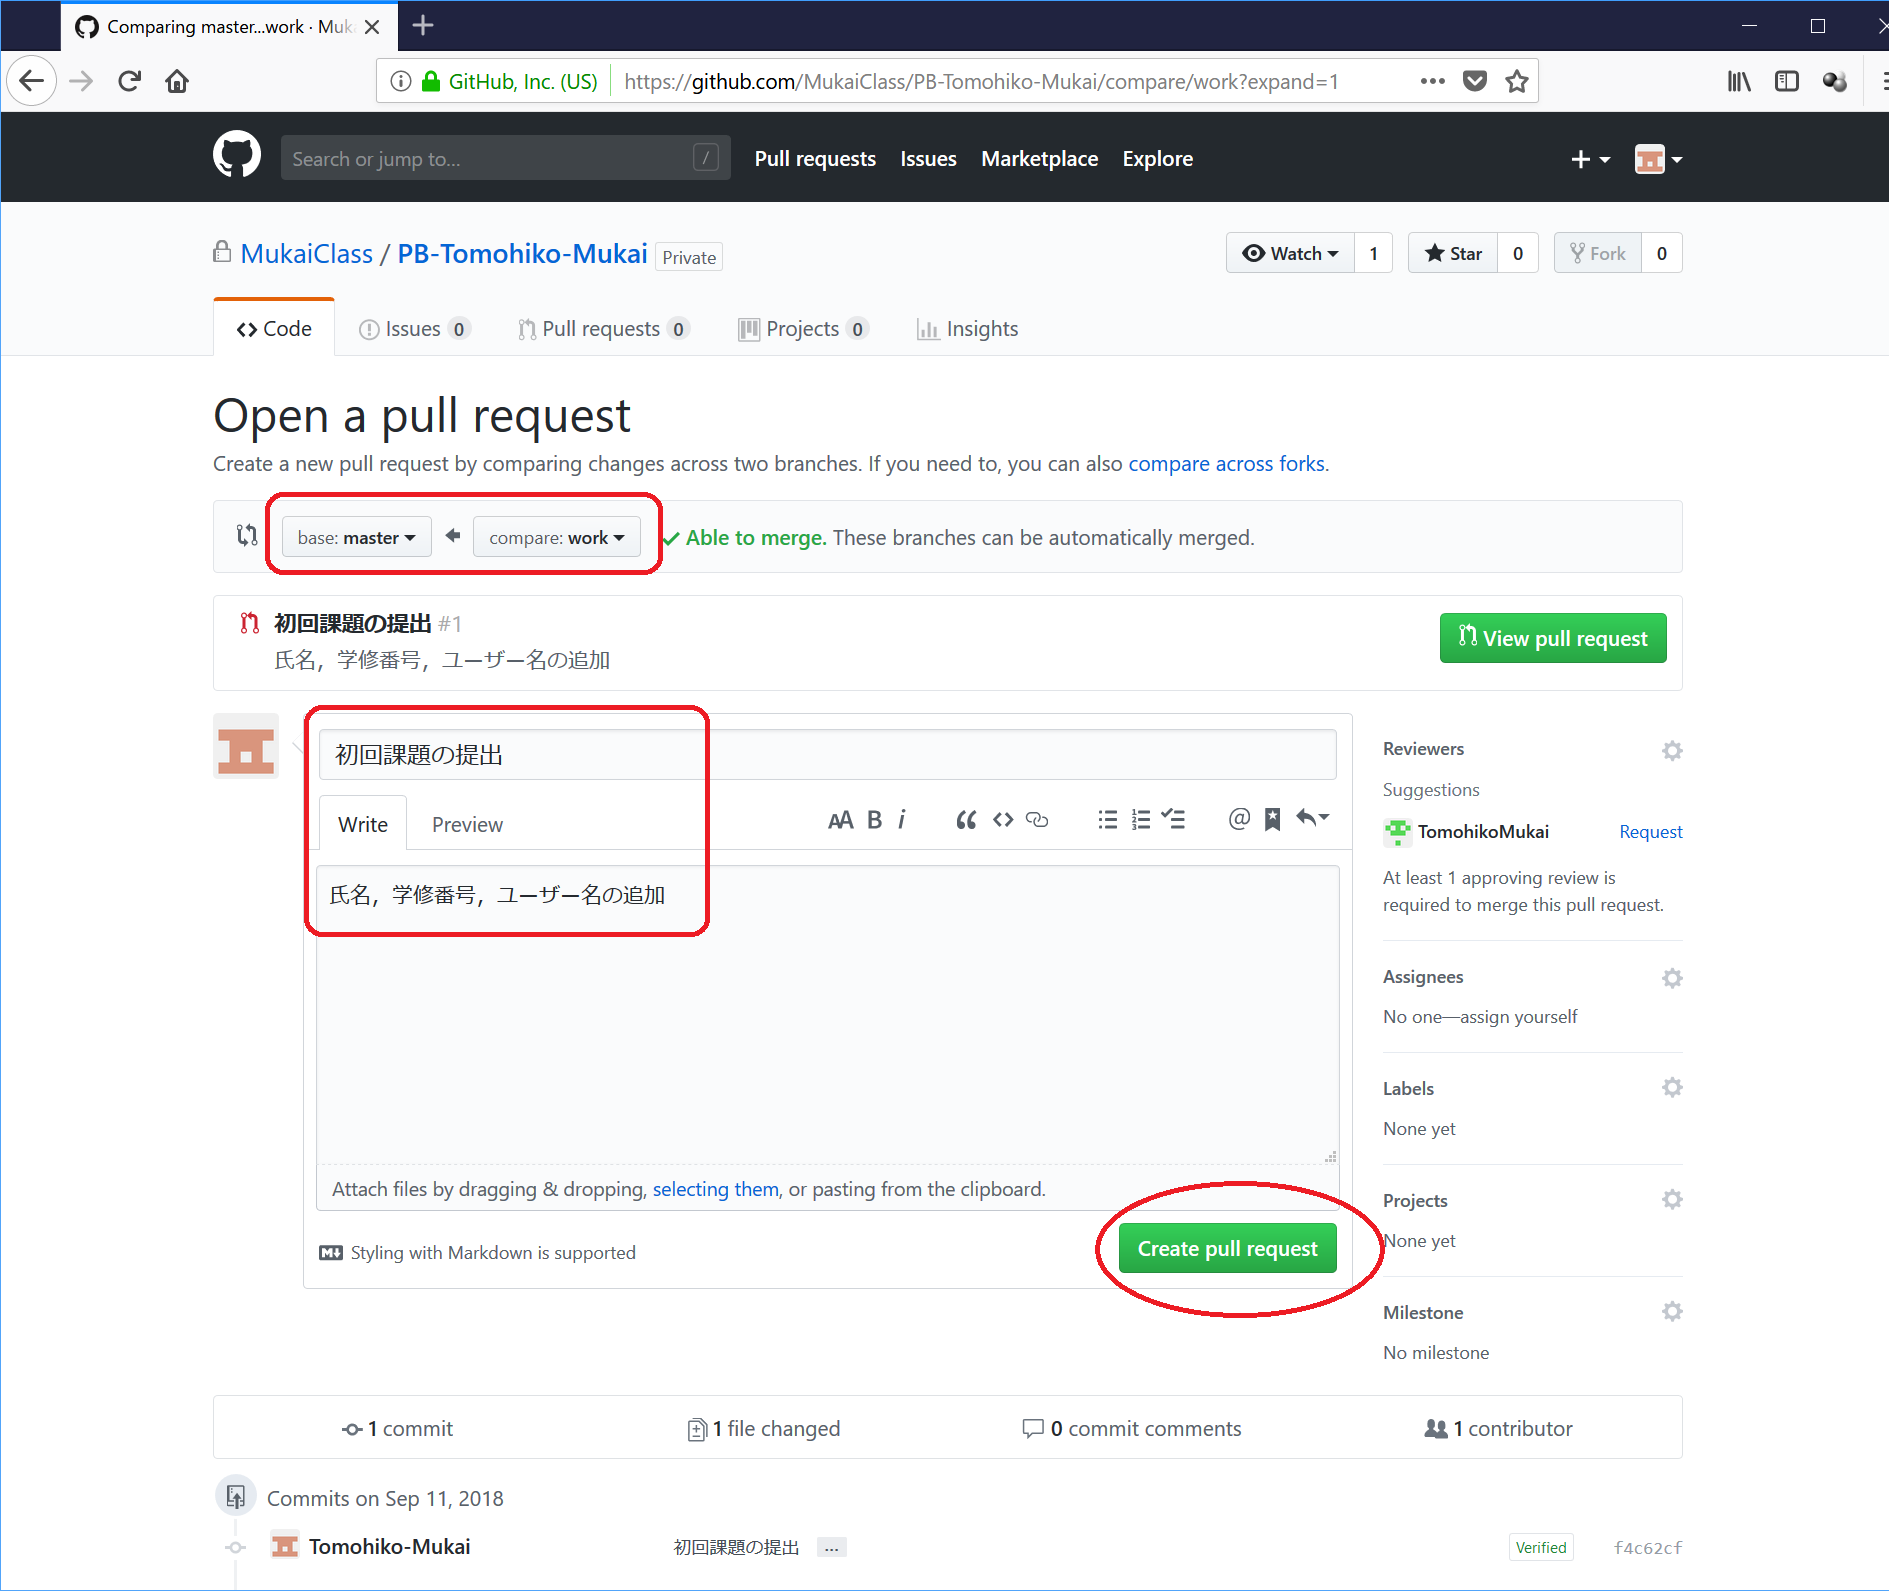 Comparing master...work · Muk
GitHub, Inc. (US) https://github.com/MukaiClass/PB-Tomohiko-Mukai/compare/work?expand=1
Search or jump to... / Pull requests Issues Marketplace Explore
MukaiClass / PB-Tomohiko-Mukai Private Watch 1 Star 0 Fork 0
Code Issues 0 Pull requests 0 Projects 0 Insights
Open a pull request
Create a new pull request by comparing changes across two branches. If you need to, you can also compare across forks.
base: master compare: work Able to merge. These branches can be automatically merged.
初回課題の提出 #1
氏名，学修番号，ユーザー名の追加
View pull request
初回課題の提出
Write Preview AA B i
氏名，学修番号，ユーザー名の追加
Attach files by dragging & dropping, selecting them, or pasting from the clipboard.
Styling with Markdown is supported
Create pull request
Reviewers
Suggestions
TomohikoMukai Request
At least 1 approving review is
required to merge this pull request.
Assignees
No one—assign yourself
Labels
None yet
Projects
None yet
Milestone
No milestone
1 commit 1 file changed 0 commit comments 1 contributor
Commits on Sep 11, 2018
Tomohiko-Mukai 初回課題の提出 ... Verified f4c62cf